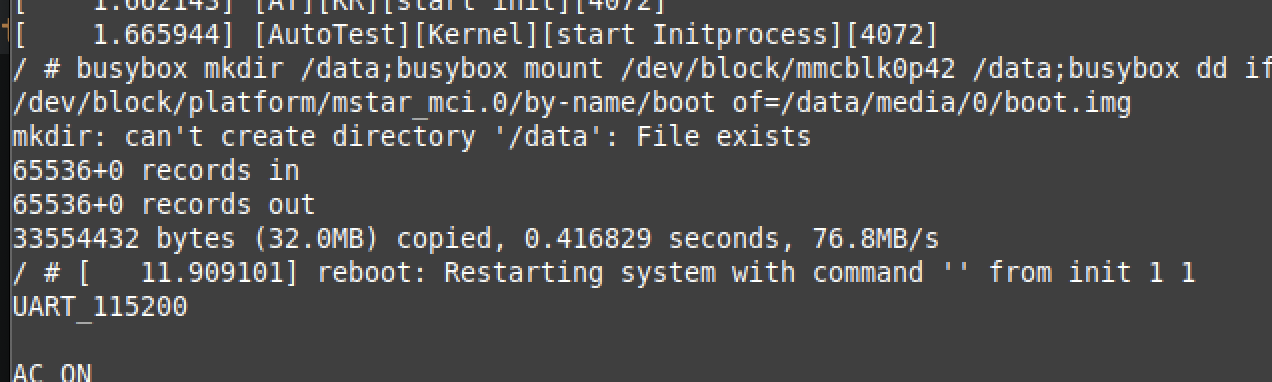 [    1.662143] [AT][KR][start init][4072]
[    1.665944] [AutoTest][Kernel][start Initprocess][4072]
/ # busybox mkdir /data;busybox mount /dev/block/mmcblk0p42 /data;busybox dd if
/dev/block/platform/mstar_mci.0/by-name/boot of=/data/media/0/boot.img
mkdir: can't create directory '/data': File exists
65536+0 records in
65536+0 records out
33554432 bytes (32.0MB) copied, 0.416829 seconds, 76.8MB/s
/ # [   11.909101] reboot: Restarting system with command '' from init 1 1
UART_115200
AC_ON